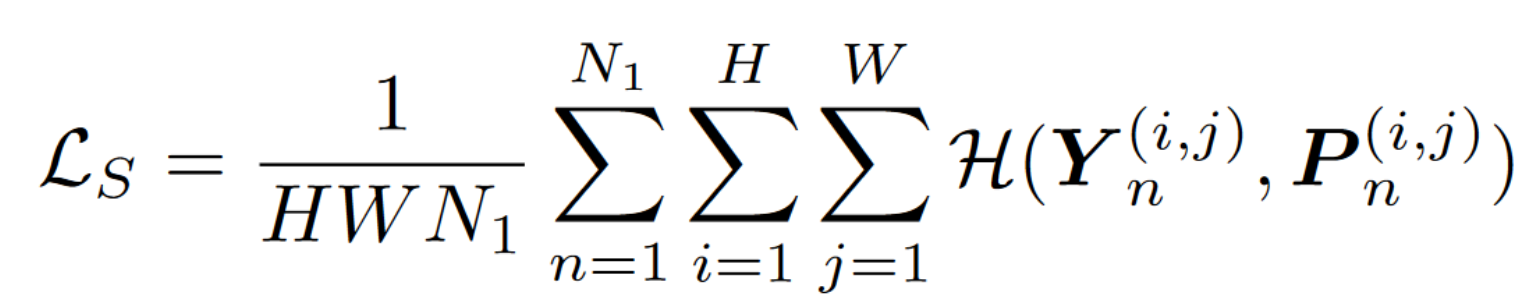 $\mathcal{L}_S = \frac{1}{HWN_1} \sum_{n=1}^{N_1} \sum_{i=1}^{H} \sum_{j=1}^{W} \mathcal{H}(\boldsymbol{Y}_n^{(i,j)}, \boldsymbol{P}_n^{(i,j)})$